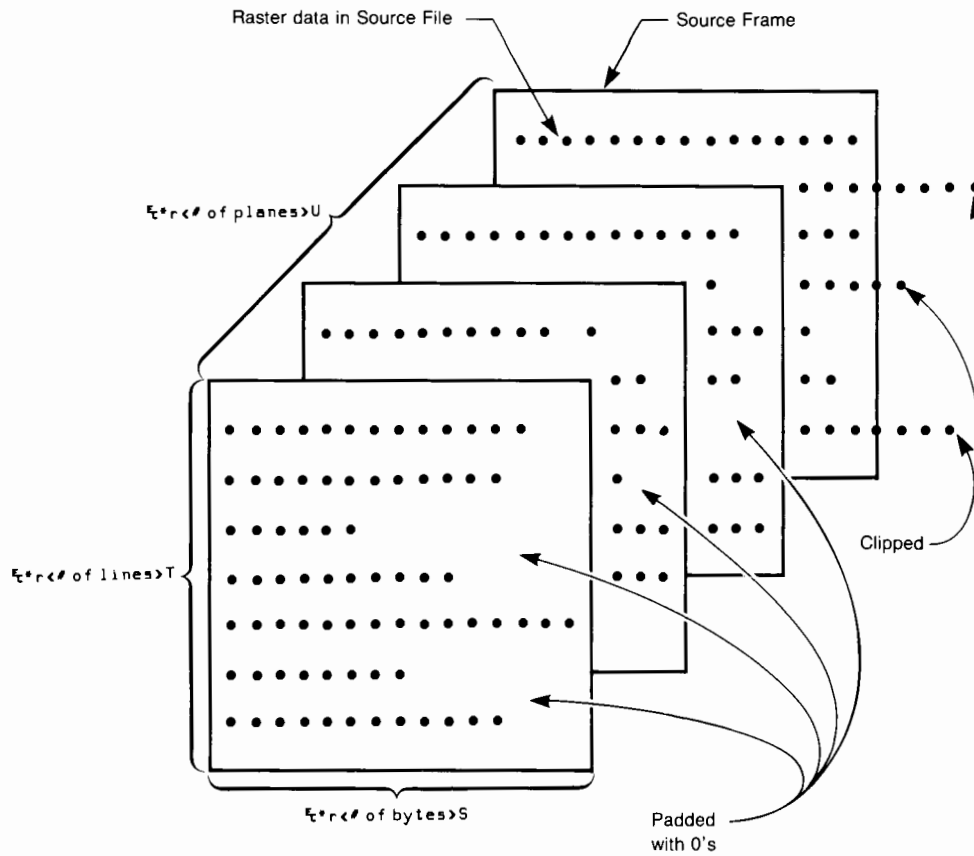 Raster data in Source File
Source Frame
ᴱc*r<# of planes>U
Clipped
ᴱc*r<# of lines>T
ᴱc*r<# of bytes>S
Padded
with 0's